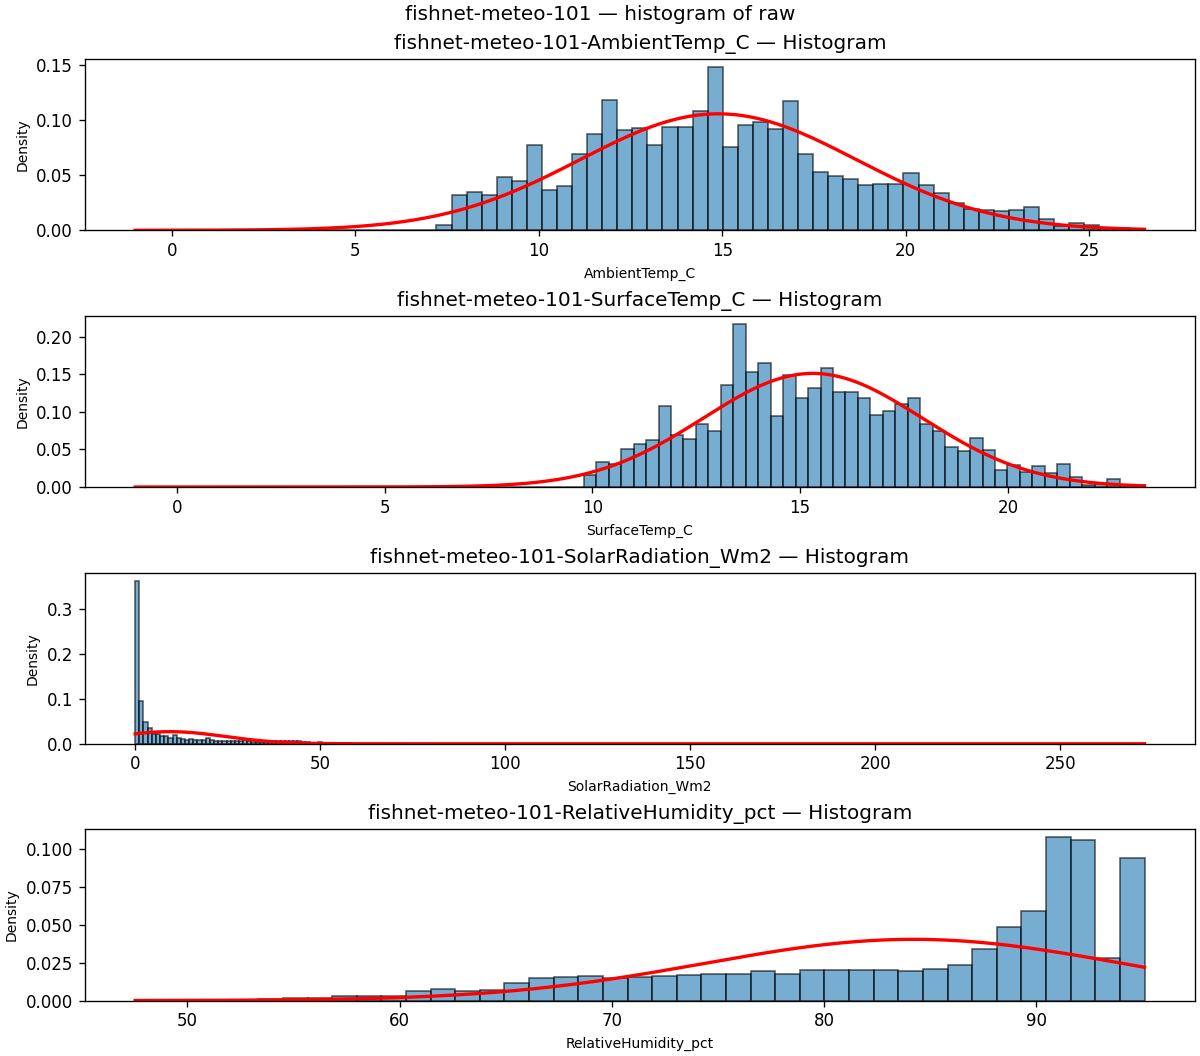 fishnet-meteo-101 — histogram of raw
fishnet-meteo-101-AmbientTemp_C — Histogram
0.15
0.10
0.05
0.00
Density
0 5 10 15 20 25
AmbientTemp_C
fishnet-meteo-101-SurfaceTemp_C — Histogram
0.20
0.15
0.10
0.05
0.00
Density
0 5 10 15 20
SurfaceTemp_C
fishnet-meteo-101-SolarRadiation_Wm2 — Histogram
0.3
0.2
0.1
0.0
Density
0 50 100 150 200 250
SolarRadiation_Wm2
fishnet-meteo-101-RelativeHumidity_pct — Histogram
0.100
0.075
0.050
0.025
0.000
Density
50 60 70 80 90
RelativeHumidity_pct